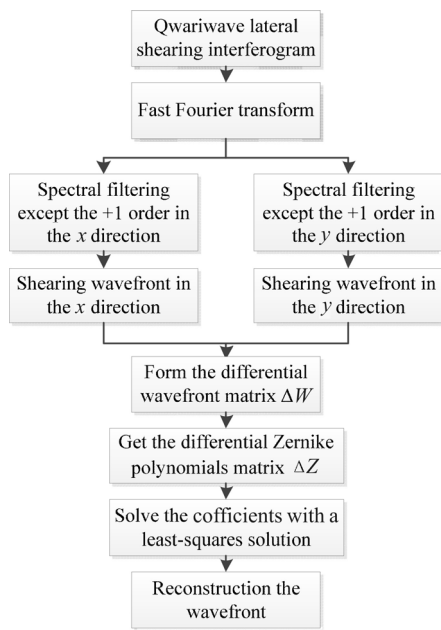 Qwariwave lateral
shearing interferogram
Fast Fourier transform
Spectral filtering
except the +1 order in
the x direction
Spectral filtering
except the +1 order in
the y direction
Shearing wavefront in
the x direction
Shearing wavefront in
the y direction
Form the differential
wavefront matrix ΔW
Get the differential Zernike
polynomials matrix ΔZ
Solve the cofficients with a
least-squares solution
Reconstruction the
wavefront